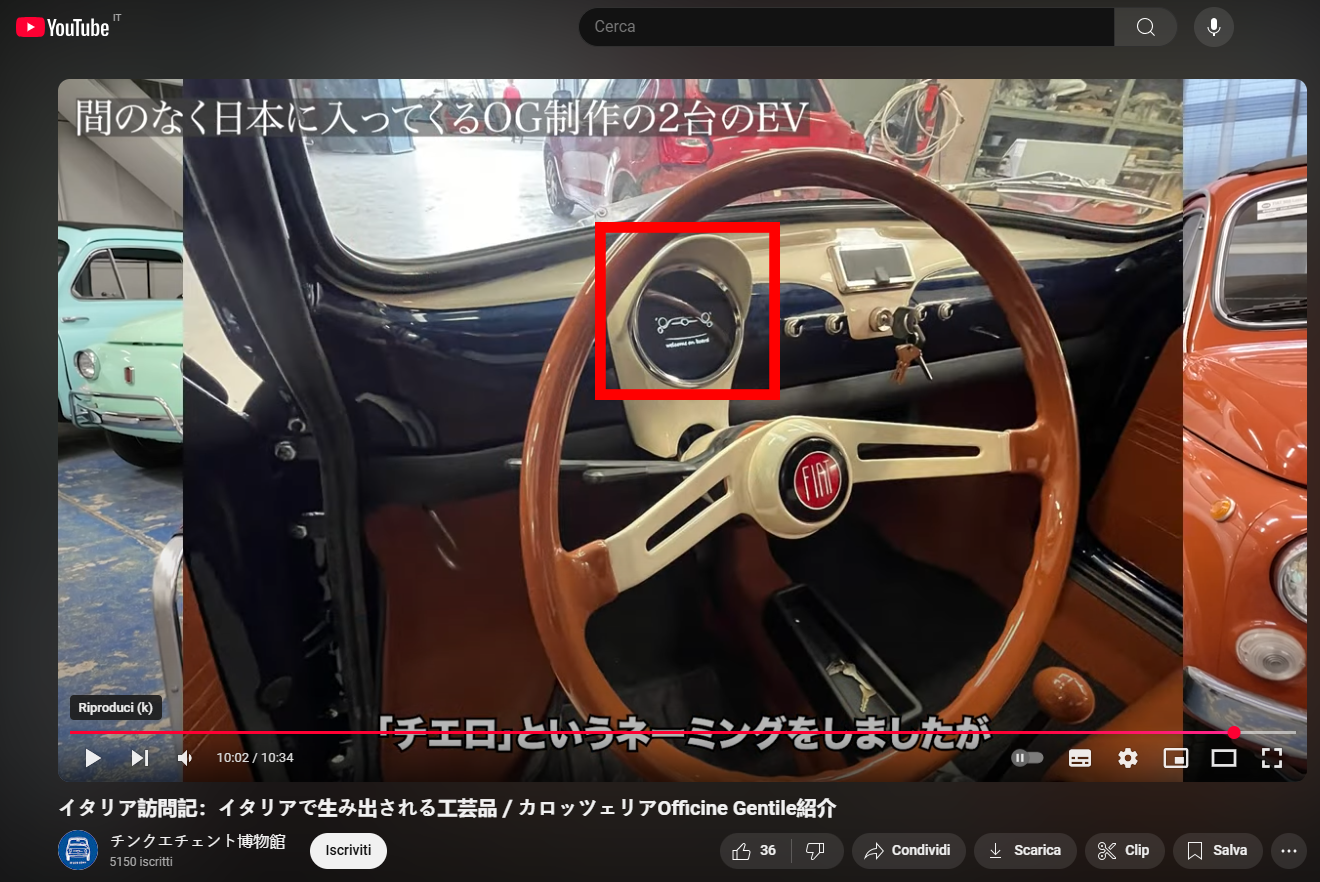 YouTube IT
Cerca
間のなく日本に入ってくるOG制作の2台のEV
welcome on board
FIAT
Riproduci (k)
「チエロ」というネーミングをしましたが
10:02 / 10:34
イタリア訪問記：イタリアで生み出される工芸品 / カロッツェリアOfficine Gentile紹介
チンクエチェント博物館
5150 iscritti
Iscriviti
36
Condividi
Scarica
Clip
Salva